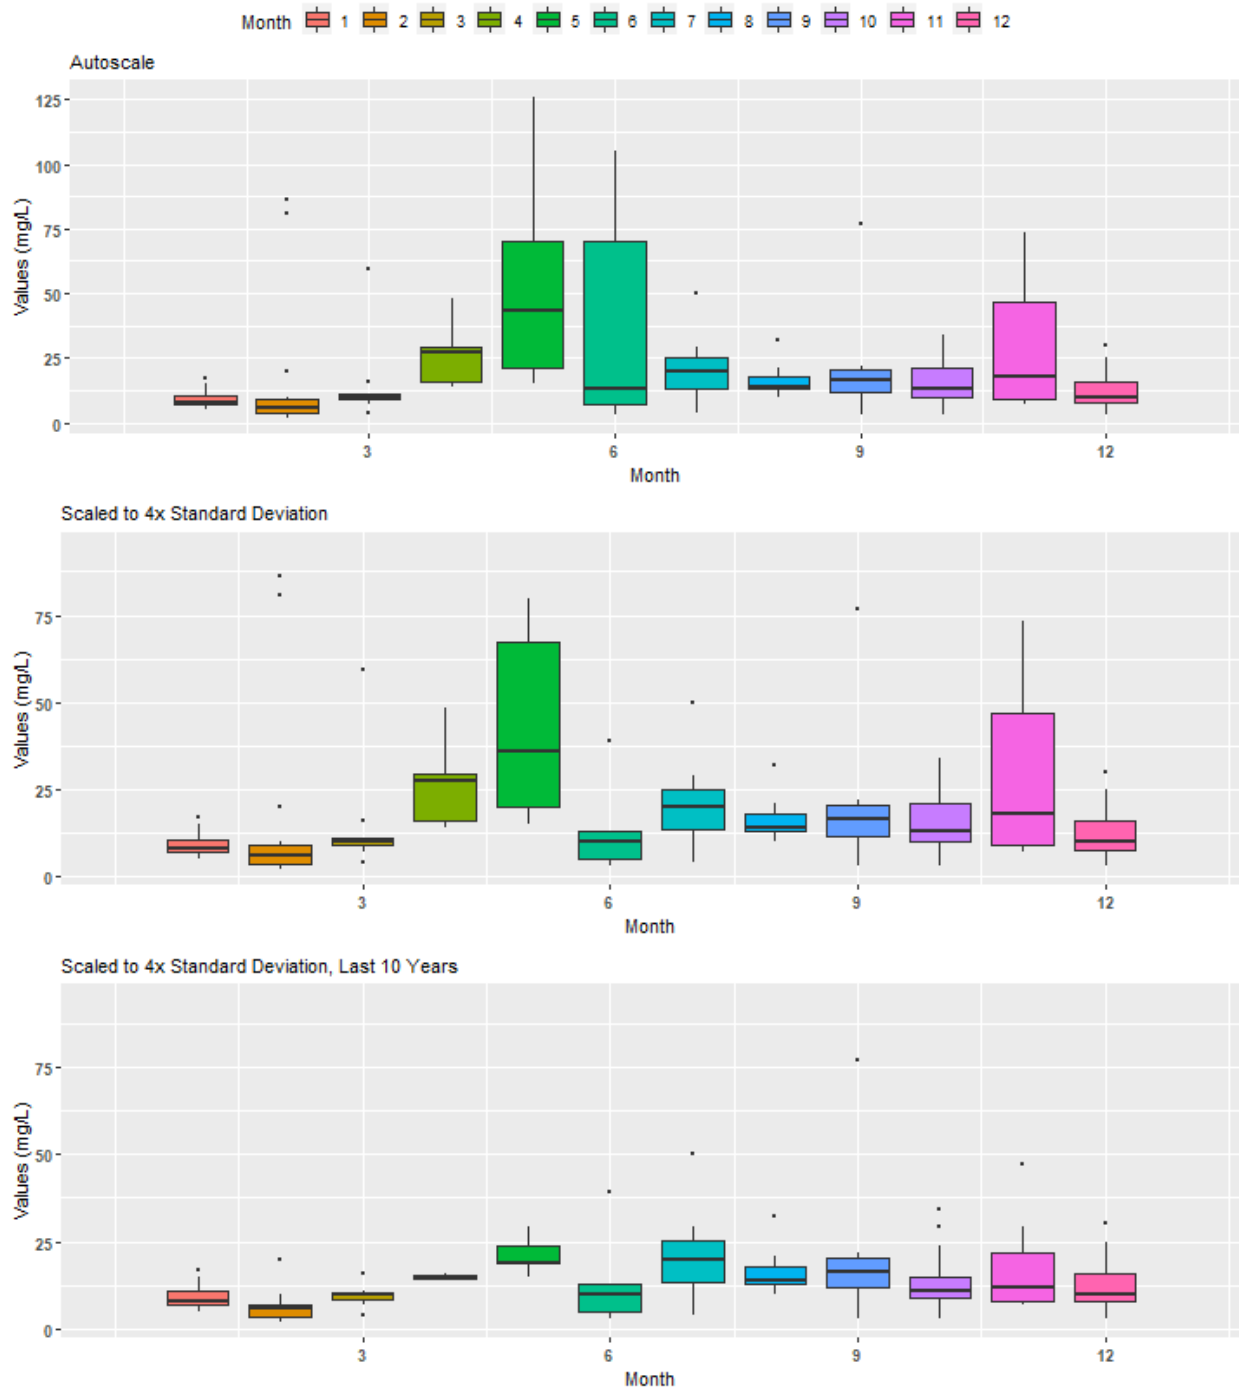 Month 1 2 3 4 5 6 7 8 9 10 11 12
Autoscale
125
100
75
50
25
0
Values (mg/L)
3 6 9 12
Month
Scaled to 4x Standard Deviation
75
50
25
0
Values (mg/L)
3 6 9 12
Month
Scaled to 4x Standard Deviation, Last 10 Years
75
50
25
0
Values (mg/L)
3 6 9 12
Month